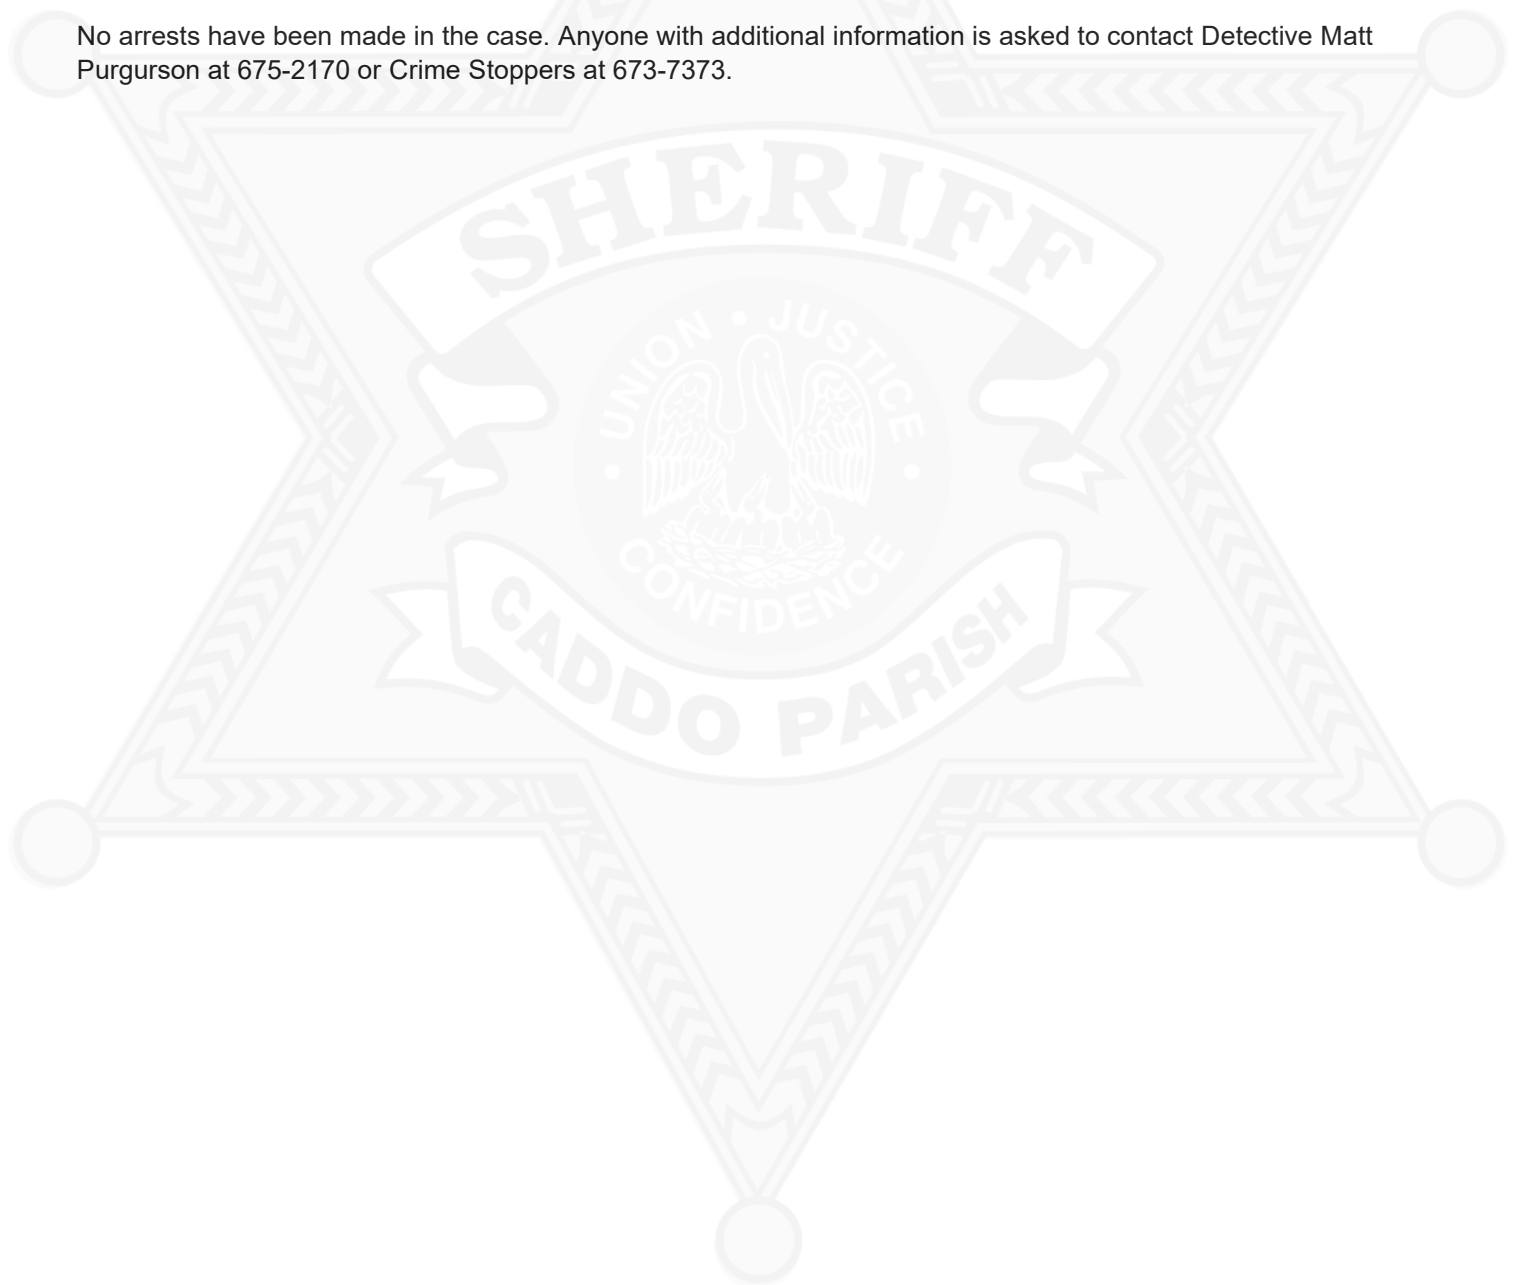 No arrests have been made in the case. Anyone with additional information is asked to contact Detective Matt
Purgurson at 675-2170 or Crime Stoppers at 673-7373.
SHERIFF
UNION • JUSTICE
• CONFIDENCE •
CADDO PARISH